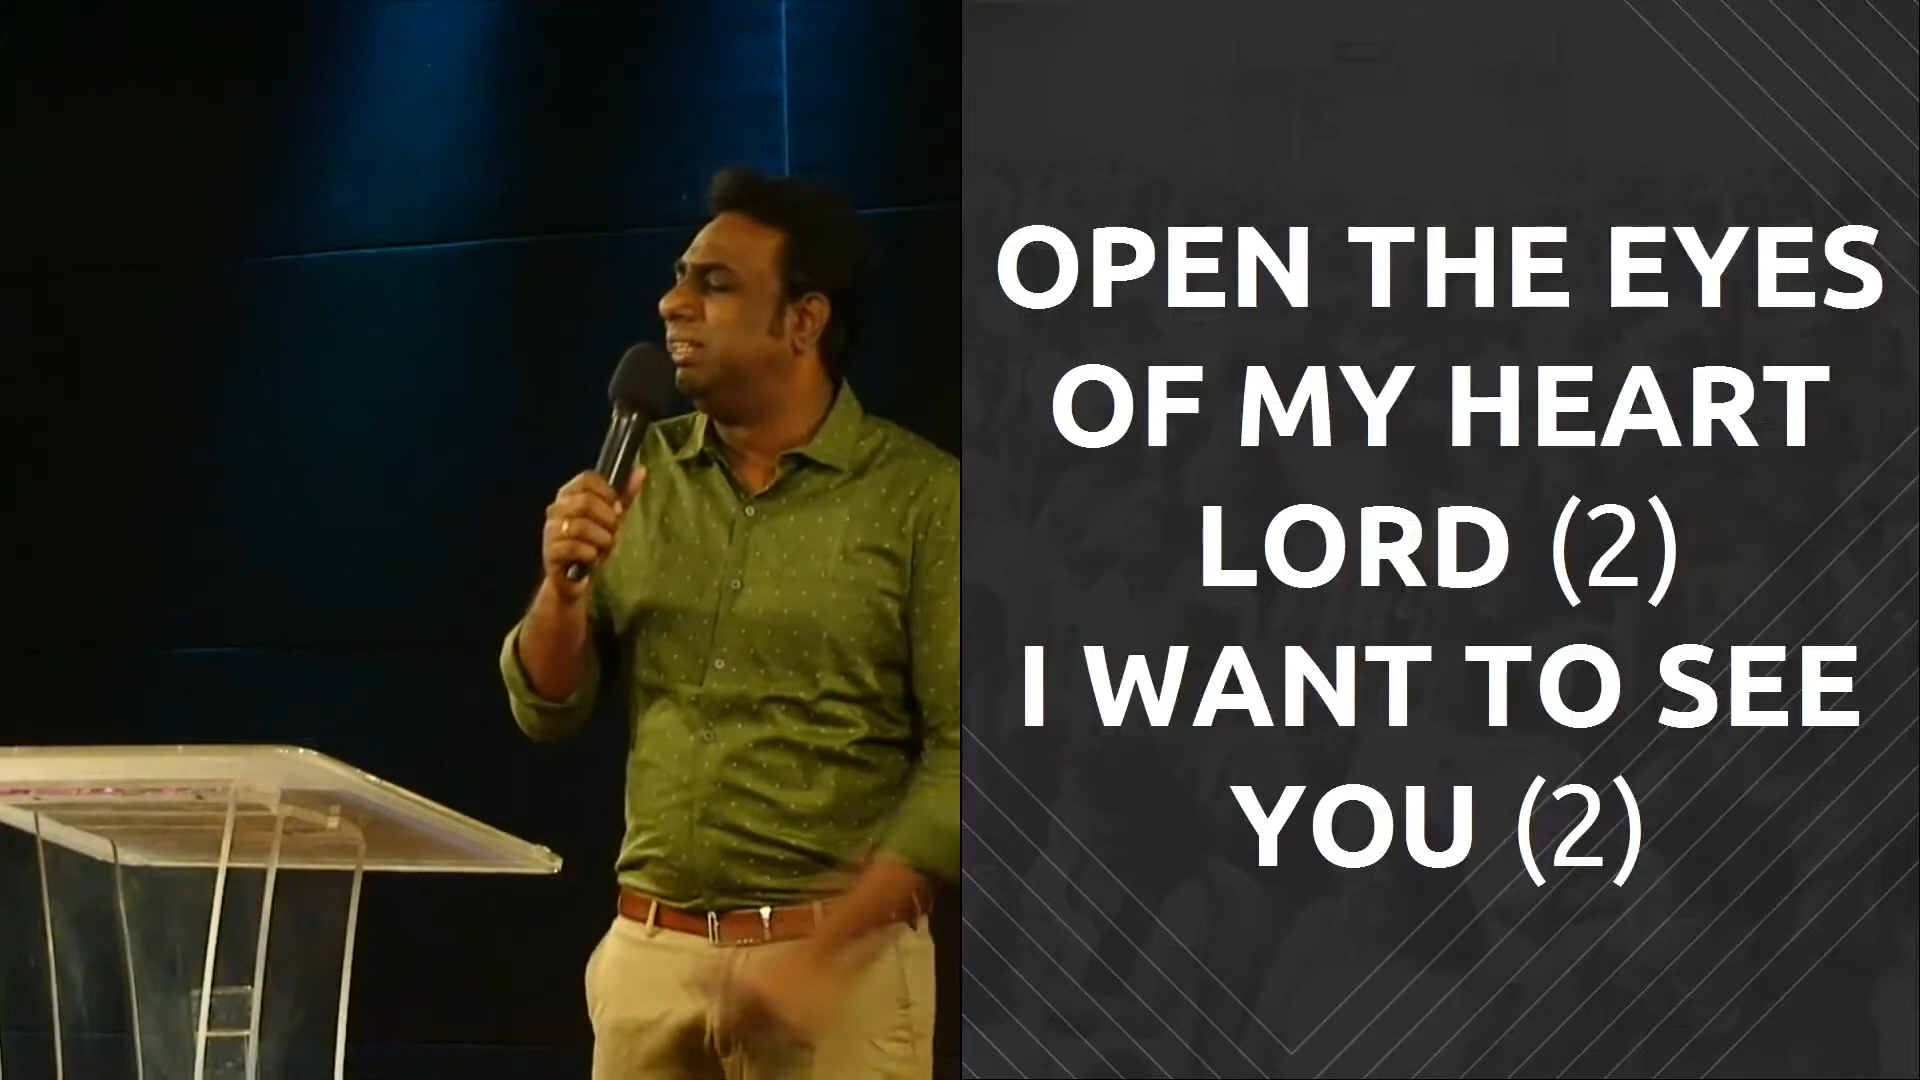 OPEN THE EYES
OF MY HEART
LORD (2)
I WANT TO SEE
YOU (2)